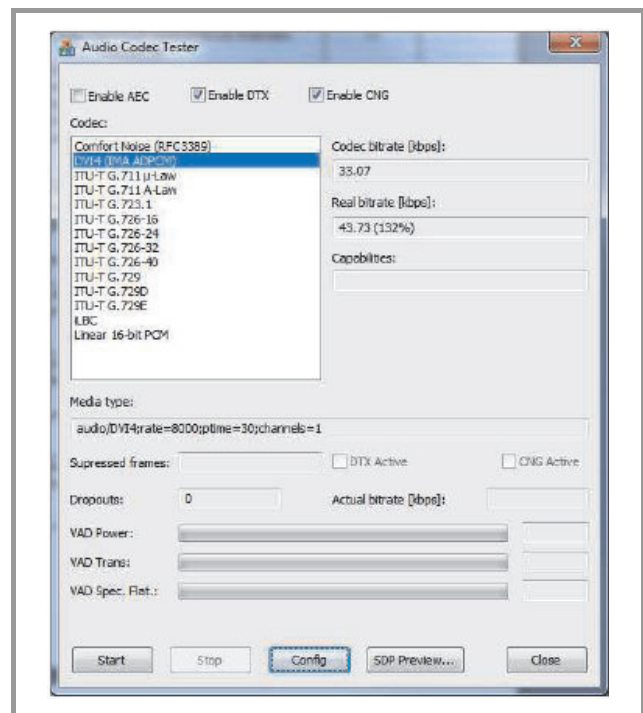 Audio Codec Tester
Enable AEC
Enable DTX
Enable CNG
Codec:
Comfort Noise (RFC3389)
DVI4 (IMA ADPCM)
ITU-T G.711 μ-Law
ITU-T G.711 A-Law
ITU-T G.723.1
ITU-T G.726-16
ITU-T G.726-24
ITU-T G.726-32
ITU-T G.726-40
ITU-T G.729
ITU-T G.729D
ITU-T G.729E
iLBC
Linear 16-bit PCM
Codec bitrate [kbps]:
33.07
Real bitrate [kbps]:
43.73 (132%)
Capabilities:
Media type:
audio/DVI4;rate=8000;ptime=30;channels=1
Supressed frames:
DTX Active
CNG Active
Dropouts:
0
Actual bitrate [kbps]:
VAD Power:
VAD Trans:
VAD Spec. Flat.:
Start
Stop
Config
SDP Preview...
Close